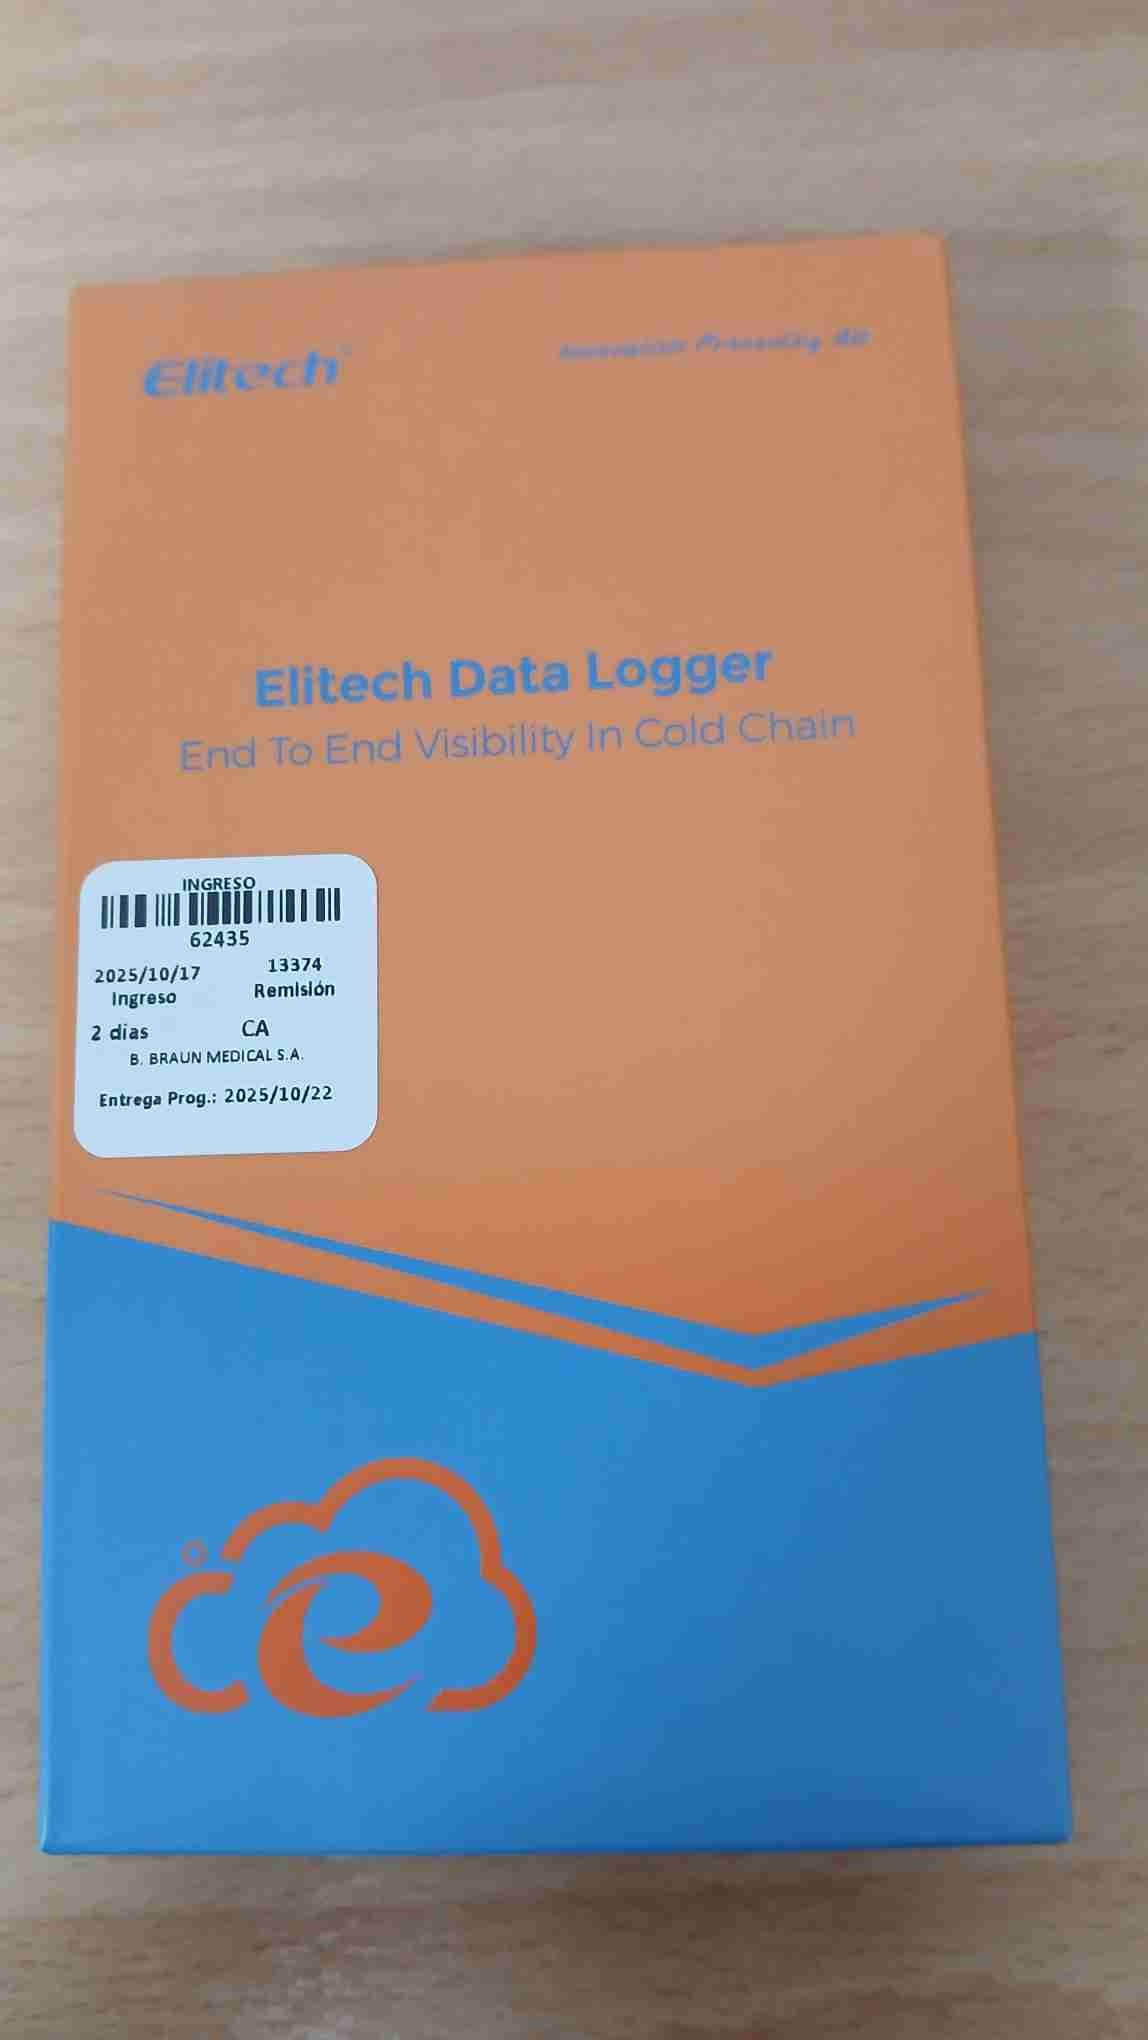 Elitech
Elitech Data Logger
End To End Visibility In Cold Chain
INGRESO
62435
2025/10/17 13374
Ingreso Remisión
2 días CA
B. BRAUN MEDICAL S.A.
Entrega Prog.: 2025/10/22